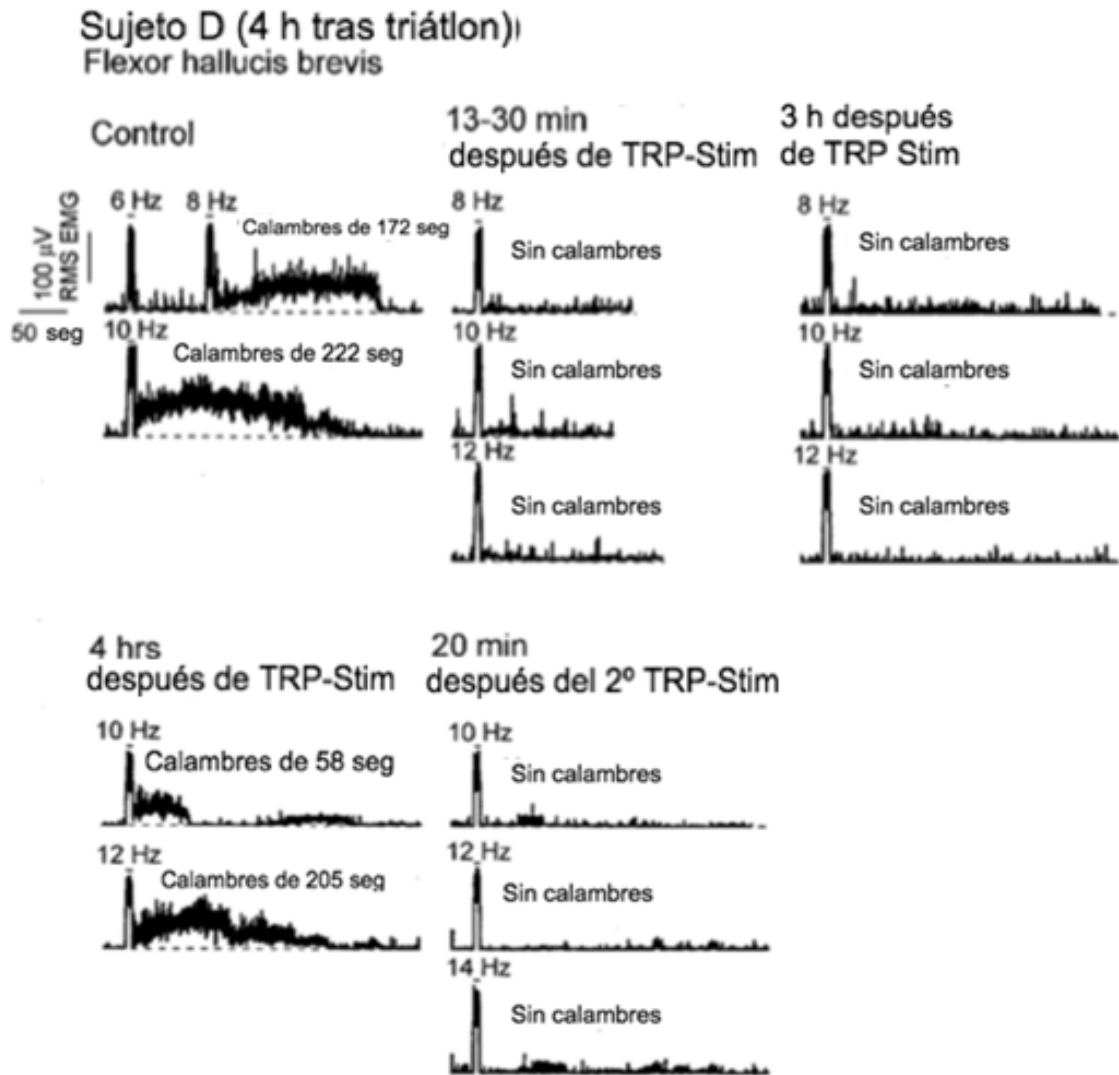 Sujeto D (4 h tras triátlon))
Flexor hallucis brevis
Control
6 Hz 8 Hz
Calambres de 172 seg
100 µV
RMS EMG
50 seg
10 Hz
Calambres de 222 seg
13-30 min
después de TRP-Stim
8 Hz
Sin calambres
10 Hz
Sin calambres
12 Hz
Sin calambres
3 h después
de TRP Stim
8 Hz
Sin calambres
10 Hz
Sin calambres
12 Hz
Sin calambres
4 hrs
después de TRP-Stim
10 Hz
Calambres de 58 seg
12 Hz
Calambres de 205 seg
20 min
después del 2º TRP-Stim
10 Hz
Sin calambres
12 Hz
Sin calambres
14 Hz
Sin calambres